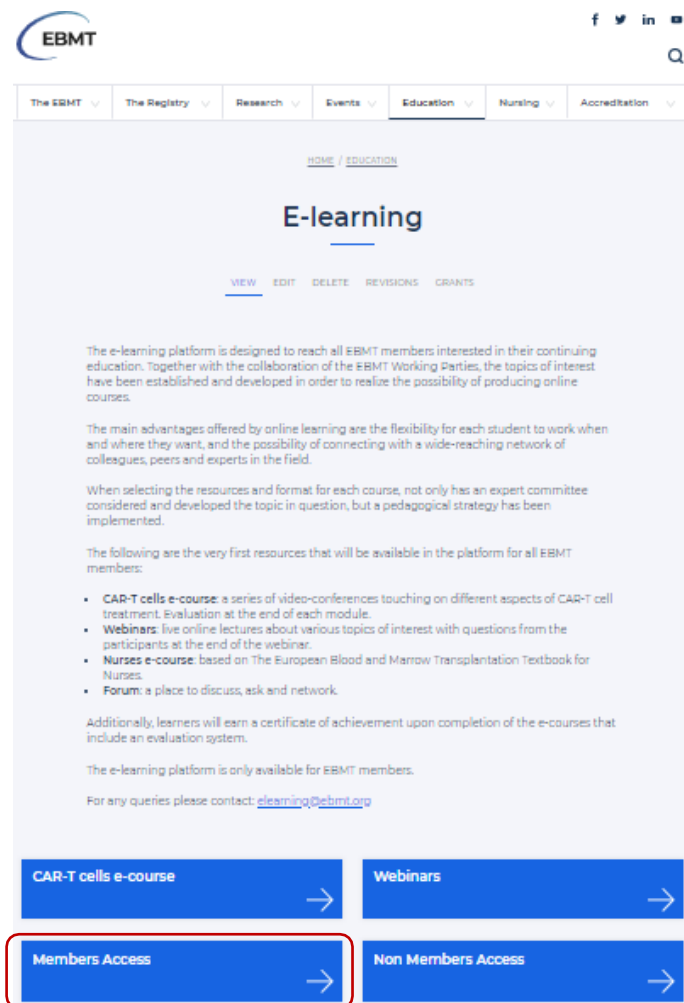 EBMT
The EBMT The Registry Research Events Education Nursing Accreditation
HOME / EDUCATION
E-learning
VIEW EDIT DELETE REVISIONS GRANTS
The e-learning platform is designed to reach all EBMT members interested in their continuing
education. Together with the collaboration of the EBMT Working Parties, the topics of interest
have been established and developed in order to realize the possibility of producing online
courses.
The main advantages offered by online learning are the flexibility for each student to work when
and where they want, and the possibility of connecting with a wide-reaching network of
colleagues, peers and experts in the field.
When selecting the resources and format for each course, not only has an expert committee
considered and developed the topic in question, but a pedagogical strategy has been
implemented.
The following are the very first resources that will be available in the platform for all EBMT
members:
• CAR-T cells e-course: a series of video-conferences touching on different aspects of CAR-T cell
treatment. Evaluation at the end of each module.
• Webinars: live online lectures about various topics of interest with questions from the
participants at the end of the webinar.
• Nurses e-course: based on The European Blood and Marrow Transplantation Textbook for
Nurses.
• Forum: a place to discuss, ask and network.
Additionally, learners will earn a certificate of achievement upon completion of the e-courses that
include an evaluation system.
The e-learning platform is only available for EBMT members.
For any queries please contact: elearning@ebmt.org
CAR-T cells e-course
Webinars
Members Access
Non Members Access